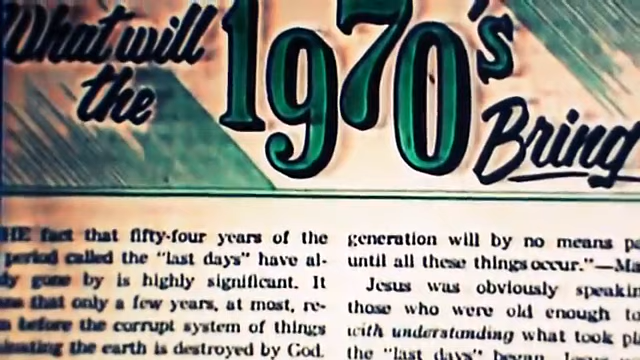 What will
the
1970's
Bring
THE fact that fifty-four years of the
period called the "last days" have al-
gone by is highly significant. It
that only a few years, at most, re-
before the corrupt system of things
the earth is destroyed by God.
generation will by no means
until all these things occur."—
Jesus was obviously
those who were old enough to
with understanding what took
the "last days" began